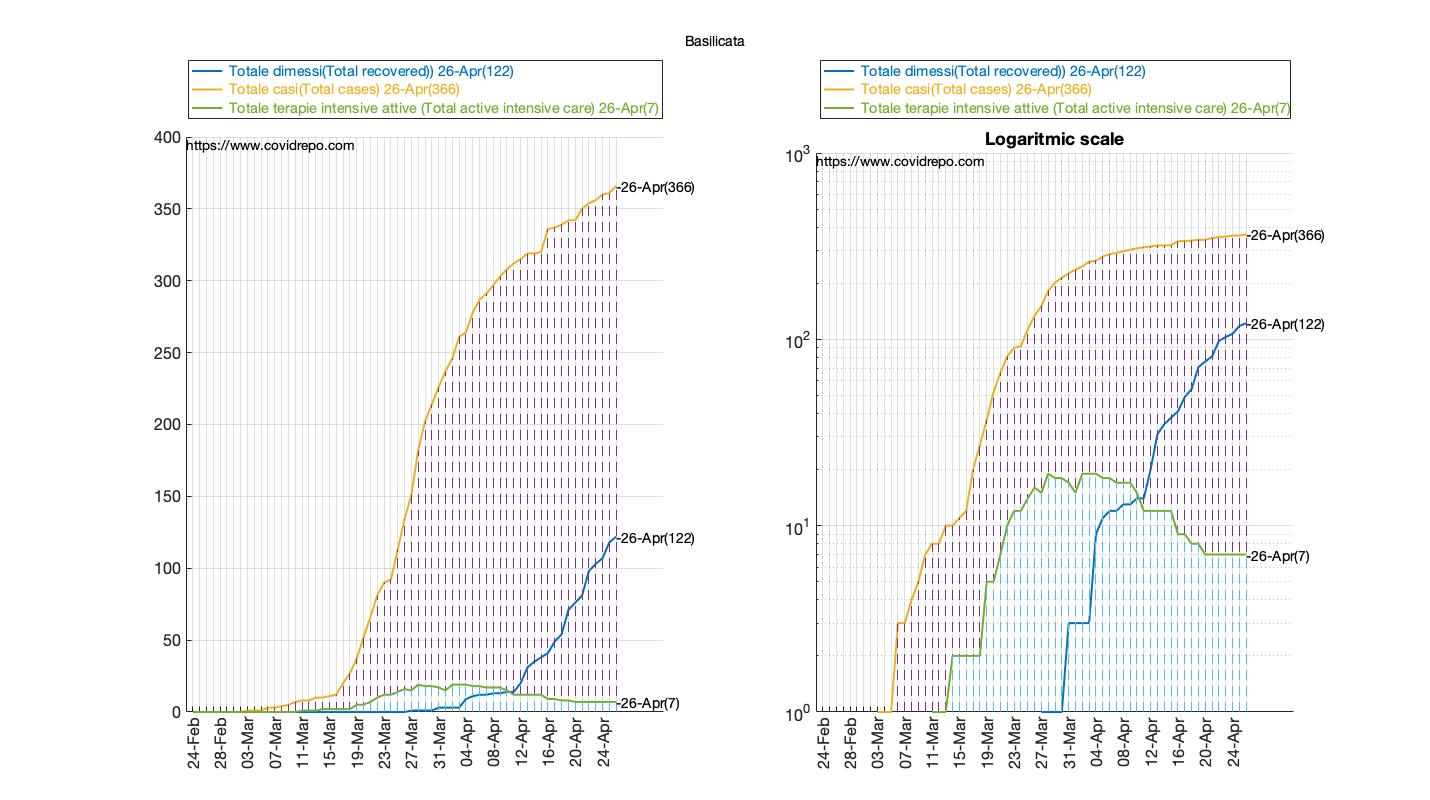 Basilicata
Totale dimessi(Total recovered)) 26-Apr(122)
Totale casi(Total cases) 26-Apr(366)
Totale terapie intensive attive (Total active intensive care) 26-Apr(7)
400
350
300
250
200
150
100
50
0
https://www.covidrepo.com
-26-Apr(366)
-26-Apr(122)
-26-Apr(7)
24-Feb
28-Feb
03-Mar
07-Mar
11-Mar
15-Mar
19-Mar
23-Mar
27-Mar
31-Mar
04-Apr
08-Apr
12-Apr
16-Apr
20-Apr
24-Apr
Totale dimessi(Total recovered)) 26-Apr(122)
Totale casi(Total cases) 26-Apr(366)
Totale terapie intensive attive (Total active intensive care) 26-Apr(7)
Logaritmic scale
10³
10²
10¹
10⁰
https://www.covidrepo.com
-26-Apr(366)
-26-Apr(122)
-26-Apr(7)
24-Feb
28-Feb
03-Mar
07-Mar
11-Mar
15-Mar
19-Mar
23-Mar
27-Mar
31-Mar
04-Apr
08-Apr
12-Apr
16-Apr
20-Apr
24-Apr